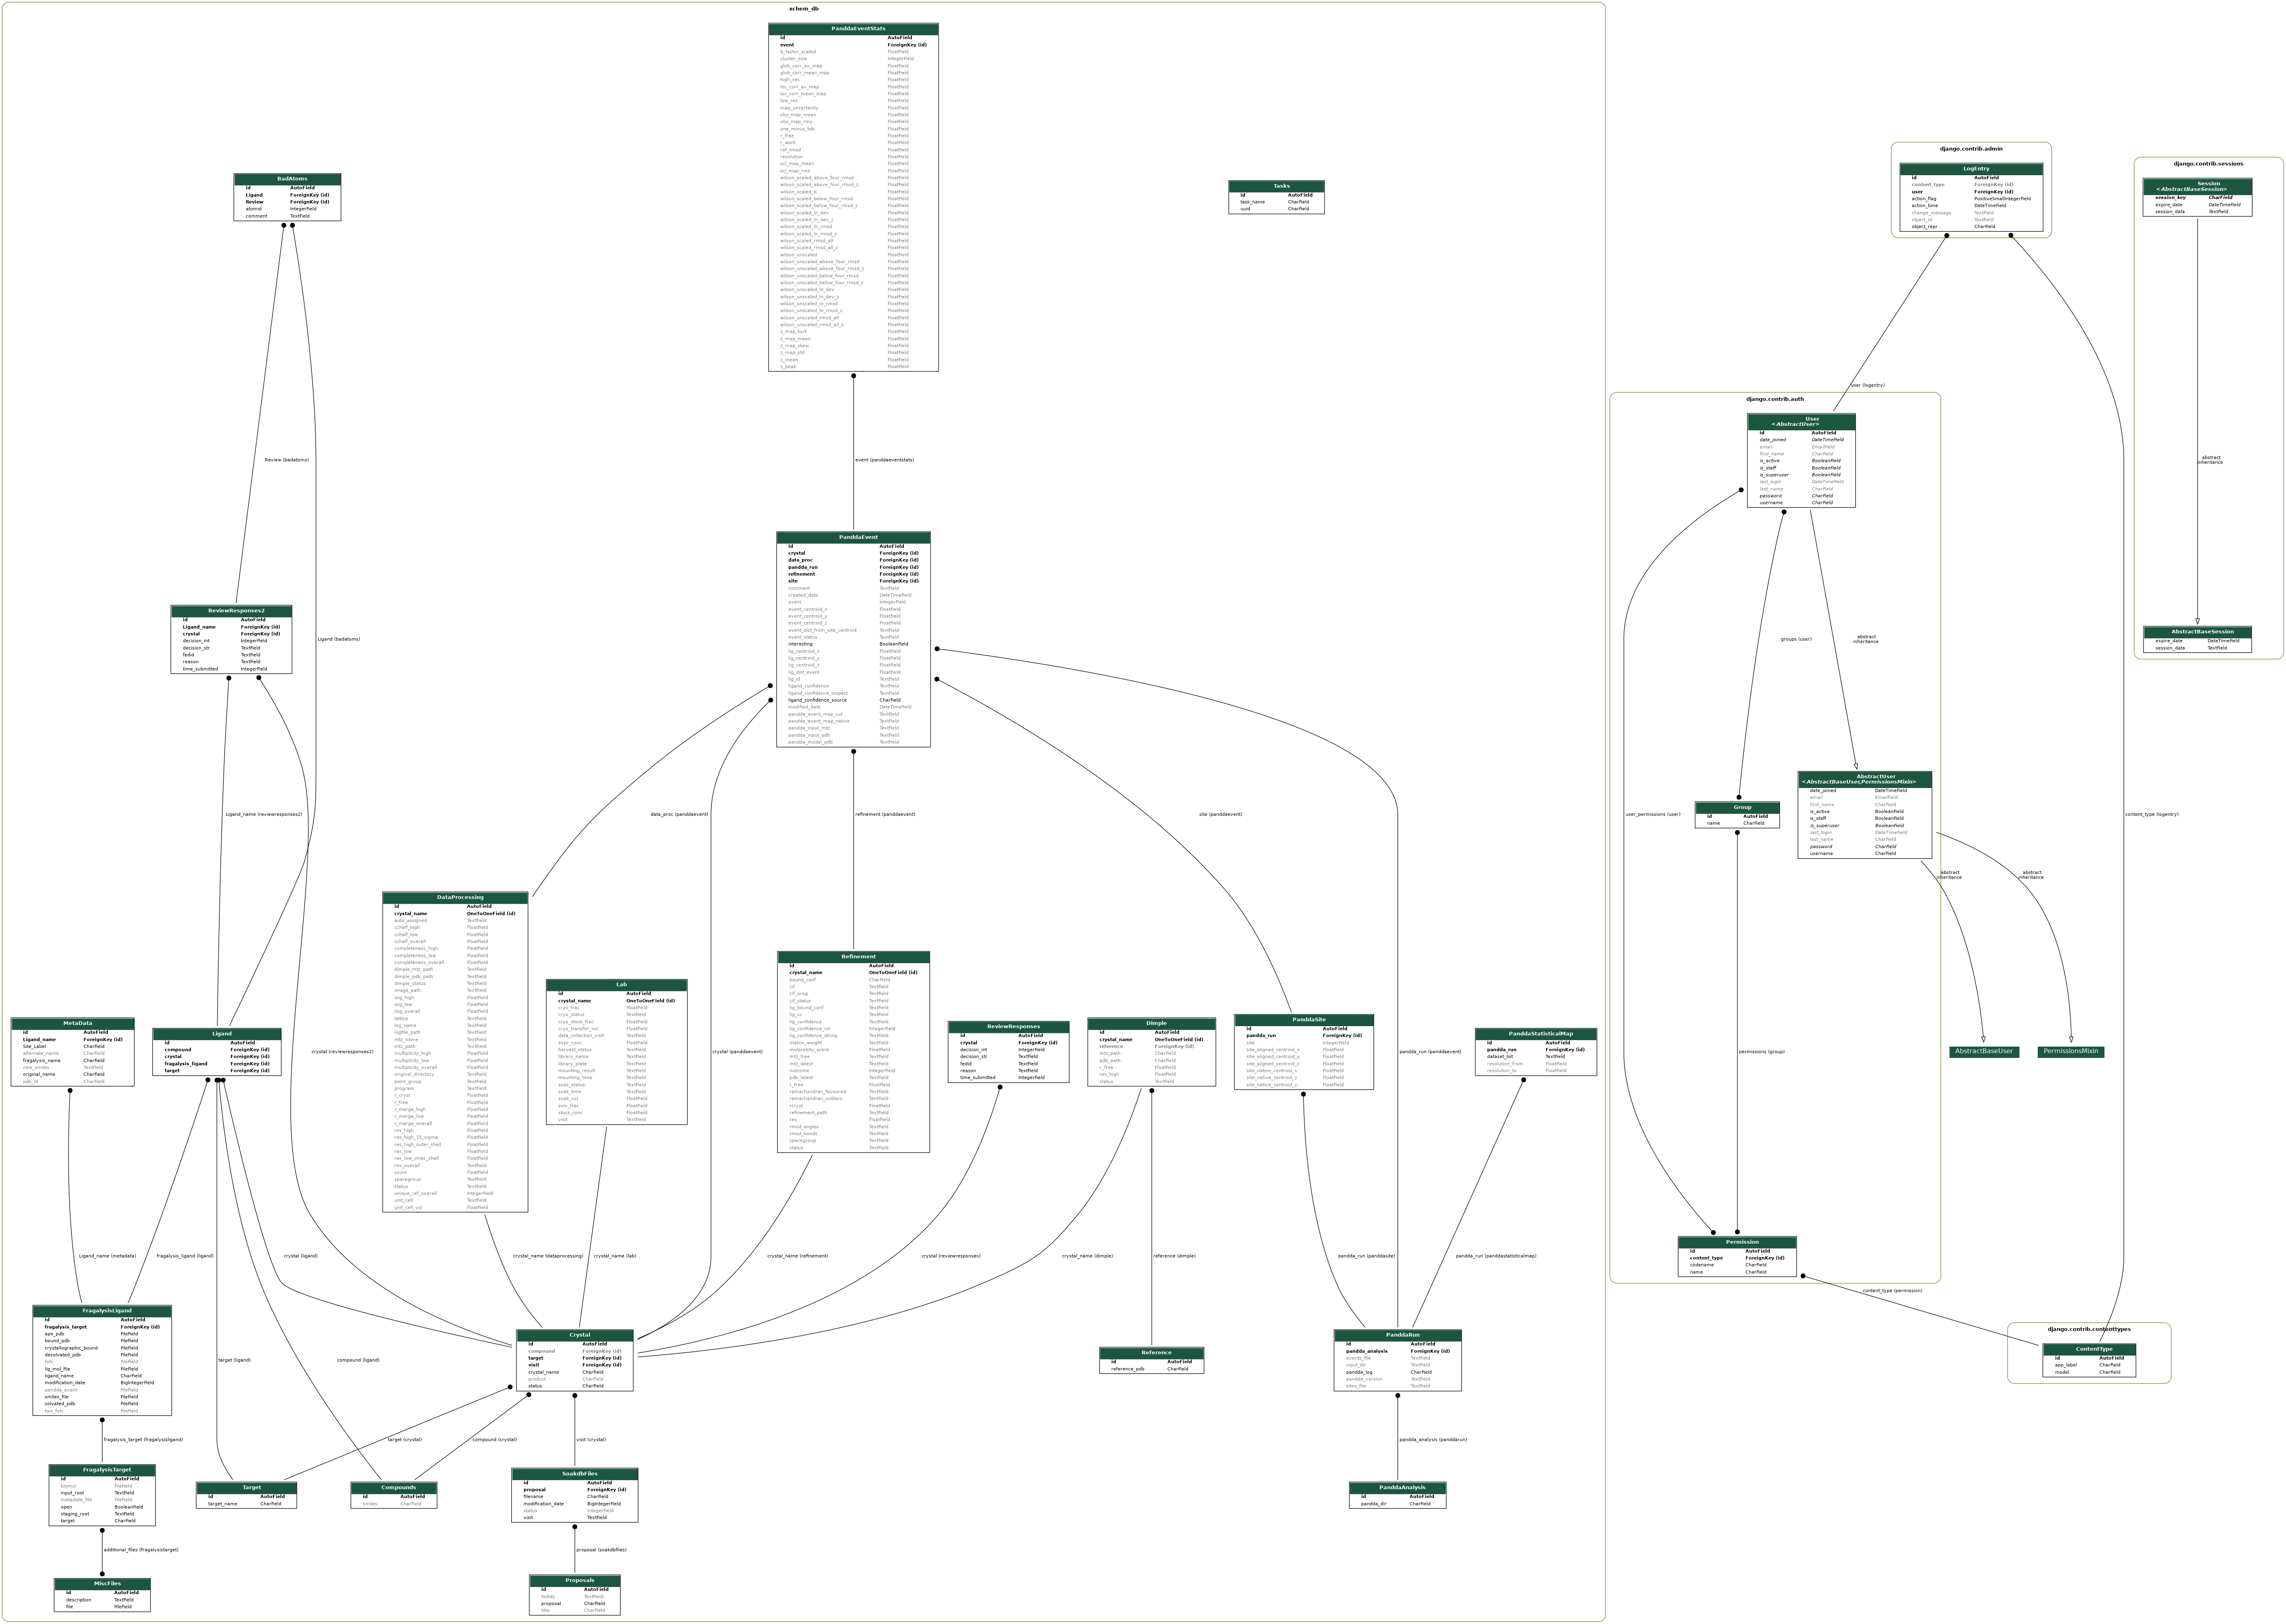 xchem_db
PanddaEventStats
id AutoField
event ForeignKey (id)
b_factor_scaled FloatField
cluster_size IntegerField
glob_corr_av_map FloatField
glob_corr_mean_map FloatField
high_res FloatField
loc_corr_av_map FloatField
loc_corr_mean_map FloatField
low_res FloatField
map_uncertainty FloatField
obs_map_mean FloatField
obs_map_rms FloatField
one_minus_bdc FloatField
r_free FloatField
r_work FloatField
ref_rmsd FloatField
resolution FloatField
scl_map_mean FloatField
scl_map_rms FloatField
wilson_scaled_above_four_rmsd FloatField
wilson_scaled_above_four_rmsd_z FloatField
wilson_scaled_b FloatField
wilson_scaled_below_four_rmsd FloatField
wilson_scaled_below_four_rmsd_z FloatField
wilson_scaled_ln_dev FloatField
wilson_scaled_ln_dev_z FloatField
wilson_scaled_ln_rmsd FloatField
wilson_scaled_ln_rmsd_z FloatField
wilson_scaled_rmsd_all FloatField
wilson_scaled_rmsd_all_z FloatField
wilson_unscaled FloatField
wilson_unscaled_above_four_rmsd FloatField
wilson_unscaled_above_four_rmsd_z FloatField
wilson_unscaled_below_four_rmsd FloatField
wilson_unscaled_below_four_rmsd_z FloatField
wilson_unscaled_ln_dev FloatField
wilson_unscaled_ln_dev_z FloatField
wilson_unscaled_ln_rmsd FloatField
wilson_unscaled_ln_rmsd_z FloatField
wilson_unscaled_rmsd_all FloatField
wilson_unscaled_rmsd_all_z FloatField
z_map_kurt FloatField
z_map_mean FloatField
z_map_skew FloatField
z_map_std FloatField
z_mean FloatField
z_peak FloatField
BadAtoms
id AutoField
Ligand ForeignKey (id)
Review ForeignKey (id)
atomid IntegerField
comment TextField
Tasks
id AutoField
task_name CharField
uuid CharField
django.contrib.admin
LogEntry
id AutoField
content_type ForeignKey (id)
user ForeignKey (id)
action_flag PositiveSmallIntegerField
action_time DateTimeField
change_message TextField
object_id TextField
object_repr CharField
django.contrib.sessions
Session
<AbstractBaseSession>
session_key CharField
expire_date DateTimeField
session_data TextField
user (logentry)
django.contrib.auth
User
<AbstractUser>
id AutoField
date_joined DateTimeField
email EmailField
first_name CharField
is_active BooleanField
is_staff BooleanField
is_superuser BooleanField
last_login DateTimeField
last_name CharField
password CharField
username CharField
Review (badatoms)
event (panddaeventstats)
abstract
inheritance
PanddaEvent
id AutoField
crystal ForeignKey (id)
data_proc ForeignKey (id)
pandda_run ForeignKey (id)
refinement ForeignKey (id)
site ForeignKey (id)
comment TextField
created_date DateTimeField
event IntegerField
event_centroid_x FloatField
event_centroid_y FloatField
event_centroid_z FloatField
event_dist_from_site_centroid TextField
event_status TextField
interesting BooleanField
lig_centroid_x FloatField
lig_centroid_y FloatField
lig_centroid_z FloatField
lig_dist_event FloatField
lig_id TextField
ligand_confidence TextField
ligand_confidence_inspect TextField
ligand_confidence_source CharField
modified_date DateTimeField
pandda_event_map_cut TextField
pandda_event_map_native TextField
pandda_input_mtz TextField
pandda_input_pdb TextField
pandda_model_pdb TextField
ReviewResponses2
id AutoField
Ligand_name ForeignKey (id)
crystal ForeignKey (id)
decision_int IntegerField
decision_str TextField
fedid TextField
reason TextField
time_submitted IntegerField
Ligand (badatoms)
groups (user)
abstract
inheritance
AbstractBaseSession
expire_date DateTimeField
session_data TextField
AbstractUser
<AbstractBaseUser,PermissionsMixin>
date_joined DateTimeField
email EmailField
first_name CharField
is_active BooleanField
is_staff BooleanField
is_superuser BooleanField
last_login DateTimeField
last_name CharField
password CharField
username CharField
Group
id AutoField
name CharField
Ligand_name (reviewresponses2)
data_proc (panddaevent)
refinement (panddaevent)
site (panddaevent)
user_permissions (user)
content_type (logentry)
abstract
inheritance
abstract
inheritance
DataProcessing
id AutoField
crystal_name OneToOneField (id)
auto_assigned TextField
cchalf_high FloatField
cchalf_low FloatField
cchalf_overall FloatField
completeness_high FloatField
completeness_low FloatField
completeness_overall FloatField
dimple_mtz_path TextField
dimple_pdb_path TextField
dimple_status TextField
image_path TextField
isig_high FloatField
isig_low FloatField
isig_overall FloatField
lattice TextField
log_name TextField
logfile_path TextField
mtz_name TextField
mtz_path TextField
multiplicity_high FloatField
multiplicity_low FloatField
multiplicity_overall FloatField
original_directory TextField
point_group TextField
program TextField
r_cryst FloatField
r_free FloatField
r_merge_high FloatField
r_merge_low FloatField
r_merge_overall FloatField
res_high FloatField
res_high_15_sigma FloatField
res_high_outer_shell FloatField
res_low FloatField
res_low_inner_shell FloatField
res_overall TextField
score FloatField
spacegroup TextField
status TextField
unique_ref_overall IntegerField
unit_cell TextField
unit_cell_vol FloatField
Lab
id AutoField
crystal_name OneToOneField (id)
cryo_frac FloatField
cryo_status TextField
cryo_stock_frac FloatField
cryo_transfer_vol FloatField
data_collection_visit TextField
expr_conc FloatField
harvest_status TextField
library_name TextField
library_plate TextField
mounting_result TextField
mounting_time TextField
soak_status TextField
soak_time TextField
soak_vol FloatField
solv_frac FloatField
stock_conc FloatField
visit TextField
Refinement
id AutoField
crystal_name OneToOneField (id)
bound_conf CharField
cif TextField
cif_prog TextField
cif_status TextField
lig_bound_conf TextField
lig_cc TextField
lig_confidence TextField
lig_confidence_int IntegerField
lig_confidence_string TextField
matrix_weight TextField
molprobity_score FloatField
mtz_free TextField
mtz_latest TextField
outcome IntegerField
pdb_latest TextField
r_free FloatField
ramachandran_favoured TextField
ramachandran_outliers TextField
rcryst FloatField
refinement_path TextField
res FloatField
rmsd_angles TextField
rmsd_bonds TextField
spacegroup TextField
status TextField
ReviewResponses
id AutoField
crystal ForeignKey (id)
decision_int IntegerField
decision_str TextField
fedid TextField
reason TextField
time_submitted IntegerField
Dimple
id AutoField
crystal_name OneToOneField (id)
reference ForeignKey (id)
mtz_path CharField
pdb_path CharField
r_free FloatField
res_high FloatField
status TextField
PanddaSite
id AutoField
pandda_run ForeignKey (id)
site IntegerField
site_aligned_centroid_x FloatField
site_aligned_centroid_y FloatField
site_aligned_centroid_z FloatField
site_native_centroid_x FloatField
site_native_centroid_y FloatField
site_native_centroid_z FloatField
PanddaStatisticalMap
id AutoField
pandda_run ForeignKey (id)
dataset_list TextField
resolution_from FloatField
resolution_to FloatField
MetaData
id AutoField
Ligand_name ForeignKey (id)
Site_Label CharField
alternate_name CharField
fragalysis_name CharField
new_smiles TextField
original_name CharField
pdb_id CharField
Ligand
id AutoField
compound ForeignKey (id)
crystal ForeignKey (id)
fragalysis_ligand ForeignKey (id)
target ForeignKey (id)
crystal (reviewresponses2)
crystal (panddaevent)
pandda_run (panddaevent)
permissions (group)
AbstractBaseUser
PermissionsMixin
Ligand_name (metadata)
fragalysis_ligand (ligand)
crystal (ligand)
crystal_name (dataprocessing)
crystal_name (lab)
crystal_name (refinement)
crystal (reviewresponses)
crystal_name (dimple)
reference (dimple)
pandda_run (panddasite)
pandda_run (panddastatisticalmap)
Permission
id AutoField
content_type ForeignKey (id)
codename CharField
name CharField
content_type (permission)
FragalysisLigand
id AutoField
fragalysis_target ForeignKey (id)
apo_pdb FileField
bound_pdb FileField
crystallographic_bound FileField
desolvated_pdb FileField
fofc FileField
lig_mol_file FileField
ligand_name CharField
modification_date BigIntegerField
pandda_event FileField
smiles_file FileField
solvated_pdb FileField
two_fofc FileField
target (ligand)
compound (ligand)
Crystal
id AutoField
compound ForeignKey (id)
target ForeignKey (id)
visit ForeignKey (id)
crystal_name CharField
product CharField
status CharField
Reference
id AutoField
reference_pdb CharField
PanddaRun
id AutoField
pandda_analysis ForeignKey (id)
events_file TextField
input_dir TextField
pandda_log CharField
pandda_version TextField
sites_file TextField
django.contrib.contenttypes
ContentType
id AutoField
app_label CharField
model CharField
fragalysis_target (fragalysisligand)
target (crystal)
compound (crystal)
visit (crystal)
pandda_analysis (panddarun)
FragalysisTarget
id AutoField
biomol FileField
input_root TextField
metadata_file FileField
open BooleanField
staging_root TextField
target CharField
Target
id AutoField
target_name CharField
Compounds
id AutoField
smiles CharField
SoakdbFiles
id AutoField
proposal ForeignKey (id)
filename CharField
modification_date BigIntegerField
status IntegerField
visit TextField
PanddaAnalysis
id AutoField
pandda_dir CharField
additional_files (fragalysistarget)
proposal (soakdbfiles)
MiscFiles
id AutoField
description TextField
file FileField
Proposals
id AutoField
fedids TextField
proposal CharField
title CharField